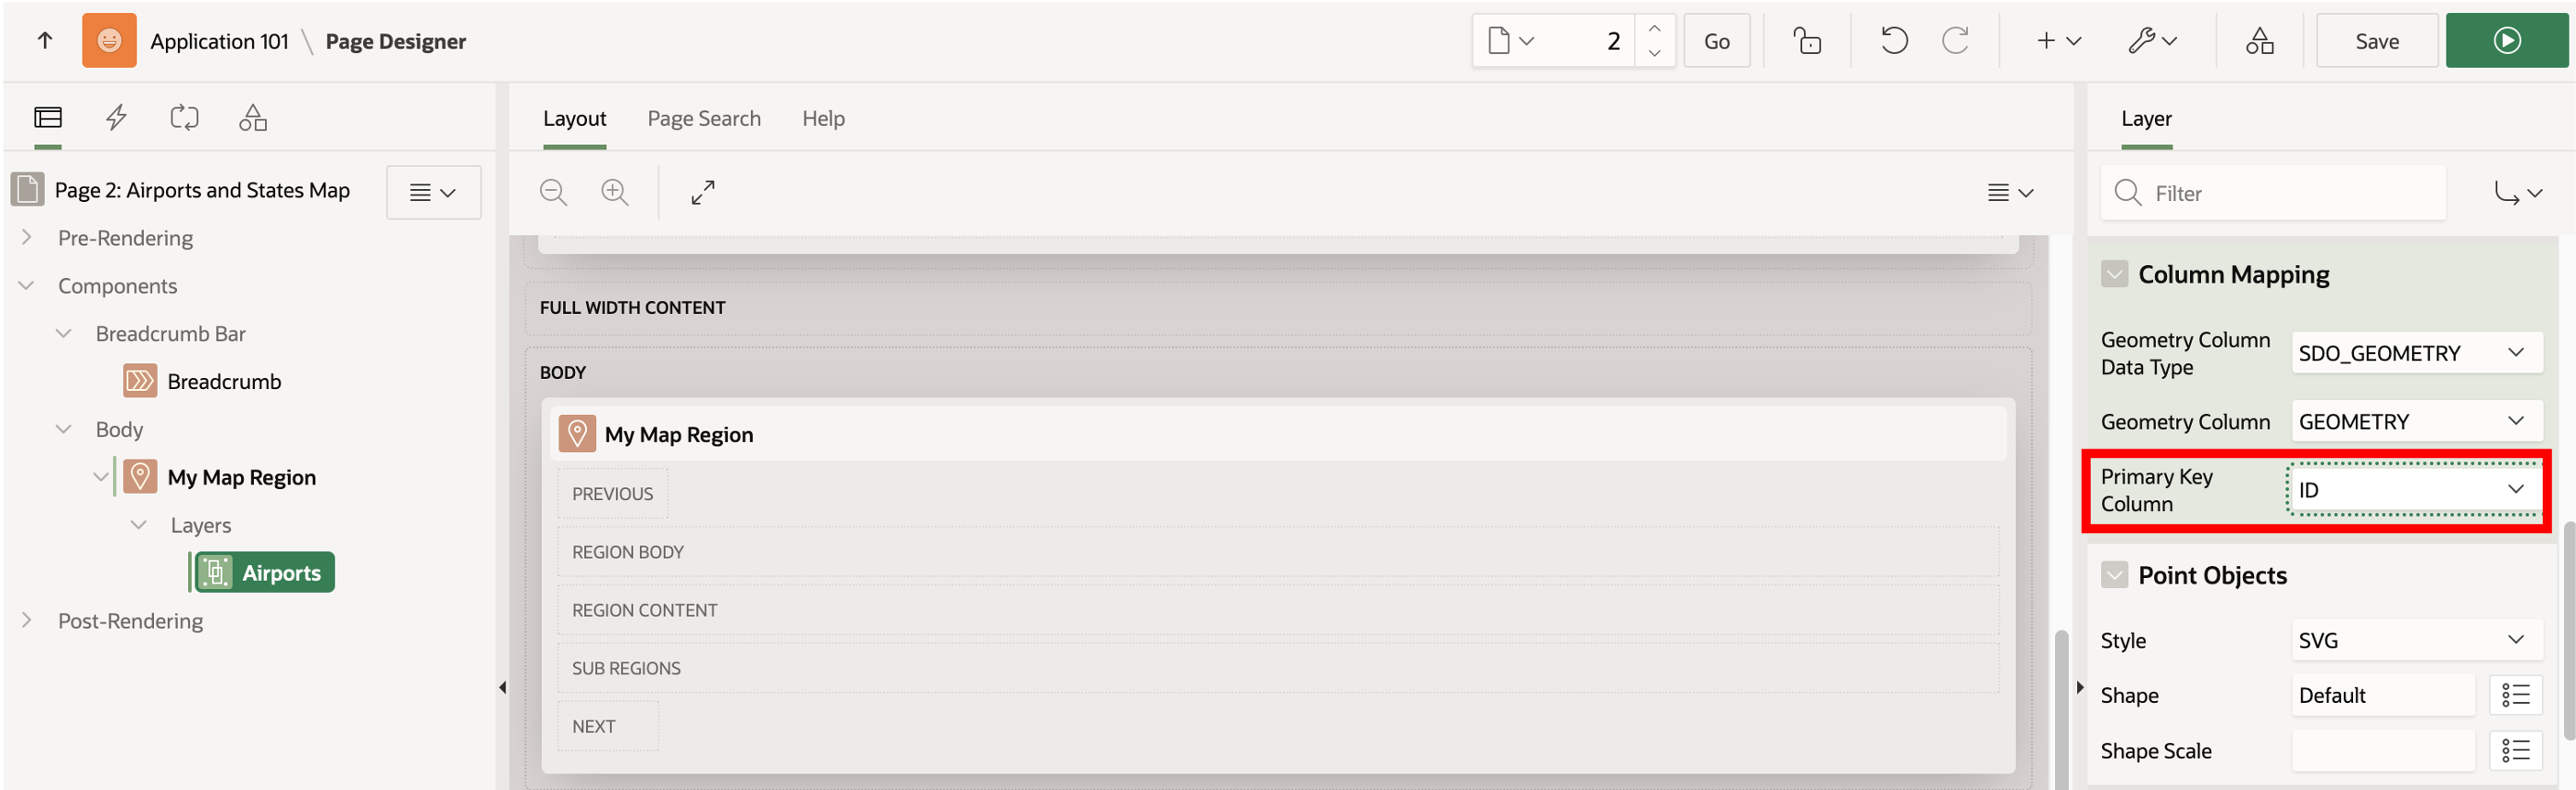 Application 101 \ Page Designer
2
Go
Save
Layout
Page Search
Help
Layer
Page 2: Airports and States Map
Pre-Rendering
Components
Breadcrumb Bar
Breadcrumb
Body
My Map Region
Layers
Airports
Post-Rendering
FULL WIDTH CONTENT
BODY
My Map Region
PREVIOUS
REGION BODY
REGION CONTENT
SUB REGIONS
NEXT
Filter
Column Mapping
Geometry Column
Data Type
SDO_GEOMETRY
Geometry Column
GEOMETRY
Primary Key
Column
ID
Point Objects
Style
SVG
Shape
Default
Shape Scale